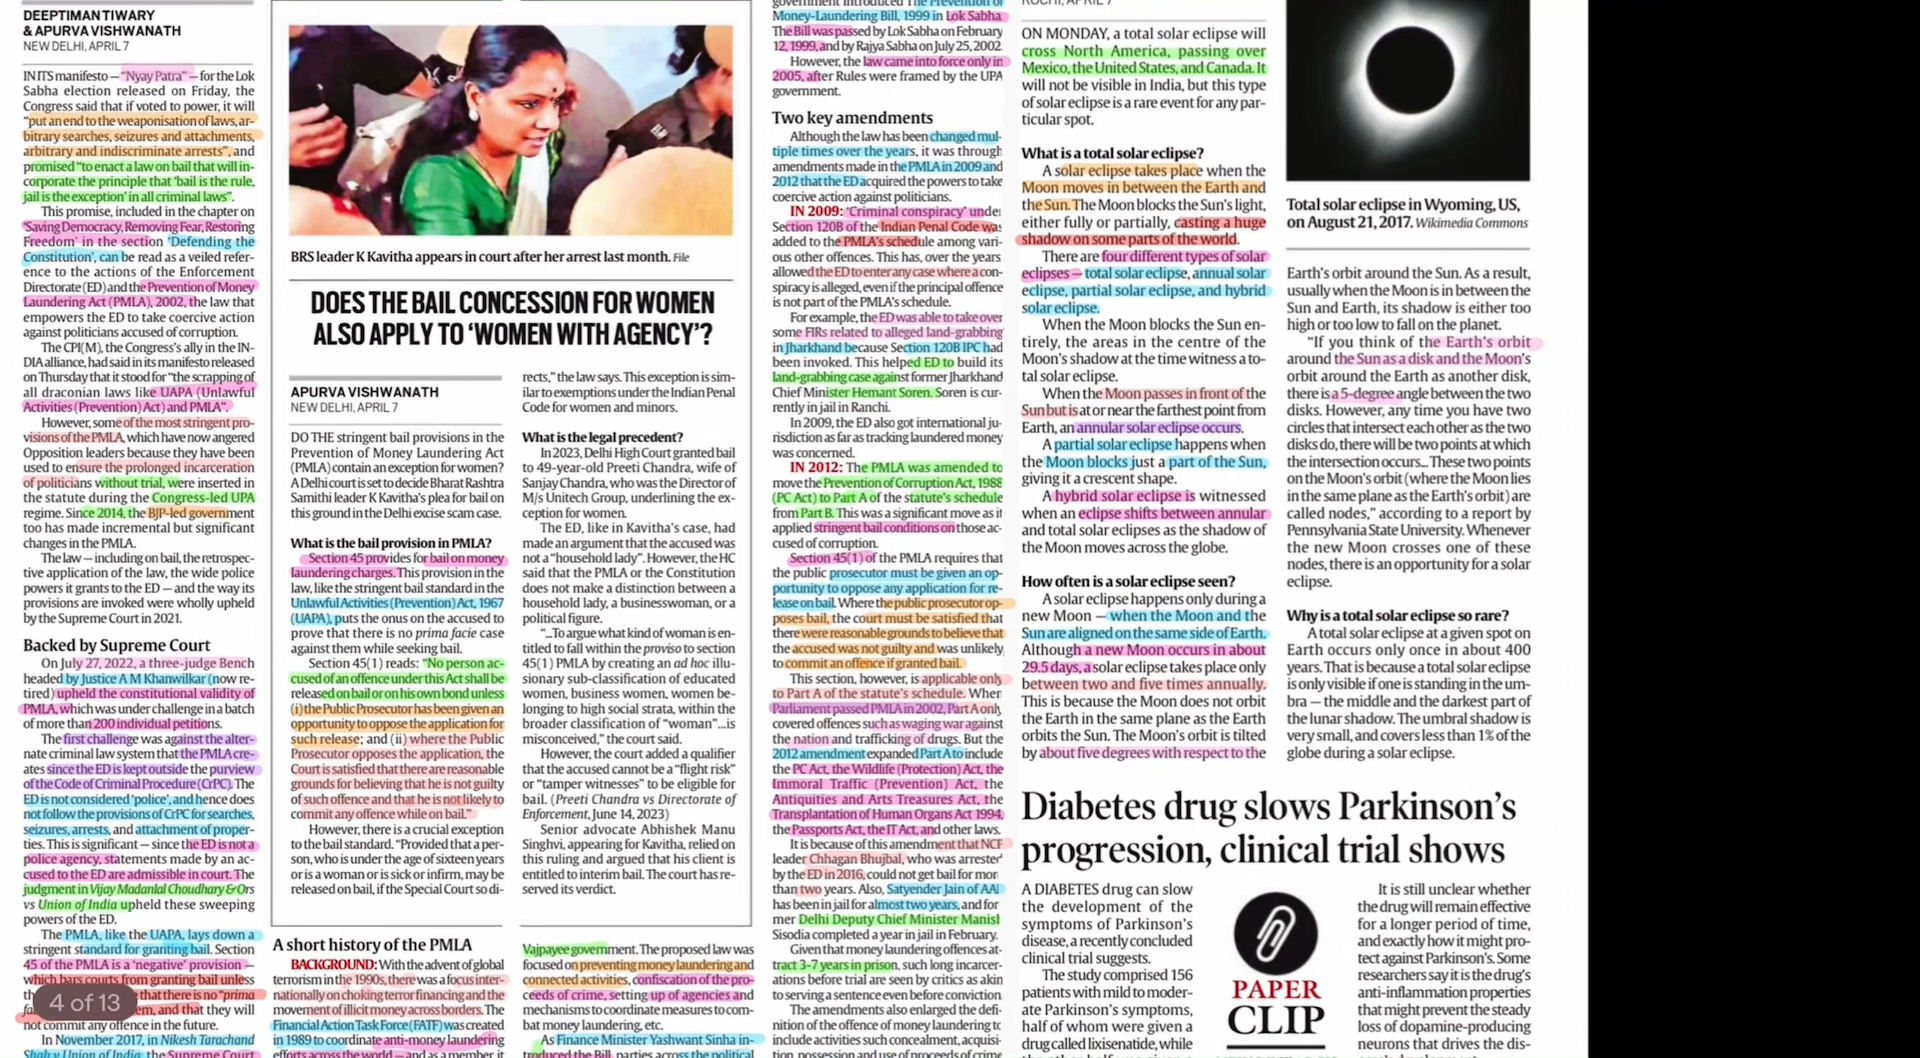 DEEPTIMAN TIWARY
& APURVA VISHWANATH
NEW DELHI, APRIL 7
IN ITS manifesto — “Nyay Patra” — for the Lok
Sabha election released on Friday, the
Congress said that if voted to power, it will
“put an end to the weaponisation of laws, ar-
bitrary searches, seizures and attachments,
arbitrary and indiscriminate arrests”, and
promised “to enact a law on bail that will in-
corporate the principle that ‘bail is the rule,
jail is the exception’ in all criminal laws”.
This promise, included in the chapter on
‘Saving Democracy, Removing Fear, Restoring
Freedom’ in the section ‘Defending the
Constitution’, can be read as a veiled refer-
ence to the actions of the Enforcement
Directorate (ED) and the Prevention of Money
Laundering Act (PMLA), 2002, the law that
empowers the ED to take coercive action
against politicians accused of corruption.
The CPI(M), the Congress’s ally in the IN-
DIA alliance, had said in its manifesto released
on Thursday that it stood for “the scrapping of
all draconian laws like UAPA (Unlawful
Activities (Prevention) Act) and PMLA”.
However, some of the most stringent pro-
visions of the PMLA, which have now angered
Opposition leaders because they have been
used to ensure the prolonged incarceration
of politicians without trial, were inserted in
the statute during the Congress-led UPA
regime. Since 2014, the BJP-led government
too has made incremental but significant
changes in the PMLA.
The law — including on bail, the retrospec-
tive application of the law, the wide police
powers it grants to the ED — and the way its
provisions are invoked were wholly upheld
by the Supreme Court in 2021.
Backed by Supreme Court
On July 27, 2022, a three-judge Bench
headed by Justice A M Khanwilkar (now re-
tired) upheld the constitutional validity of
PMLA, which was under challenge in a batch
of more than 200 individual petitions.
The first challenge was against the alter-
nate criminal law system that the PMLA cre-
ates since the ED is kept outside the purview
of the Code of Criminal Procedure (CrPC). The
ED is not considered ‘police’, and hence does
not follow the provisions of CrPC for searches,
seizures, arrests, and attachment of proper-
ties. This is significant — since the ED is not a
police agency, statements made by an ac-
cused to the ED are admissible in court. The
judgment in Vijay Madanlal Choudhary & Ors
vs Union of India upheld these sweeping
powers of the ED.
The PMLA, like the UAPA, lays down a
stringent standard for granting bail. Section
45 of the PMLA is a ‘negative’ provision —
which bars courts from granting bail unless
that there is no “prima
and that they will
not commit any offence in the future.
In November 2017, in Nikesh Tarachand
Shah v Union of India, the Supreme Court
4 of 13
BRS leader K Kavitha appears in court after her arrest last month. File
DOES THE BAIL CONCESSION FOR WOMEN
ALSO APPLY TO ‘WOMEN WITH AGENCY’?
APURVA VISHWANATH
NEW DELHI, APRIL 7
DO THE stringent bail provisions in the
Prevention of Money Laundering Act
(PMLA) contain an exception for women?
A Delhi court is set to decide Bharat Rashtra
Samithi leader K Kavitha’s plea for bail on
this ground in the Delhi excise scam case.
What is the bail provision in PMLA?
Section 45 provides for bail on money
laundering charges. This provision in the
law, like the stringent bail standard in the
Unlawful Activities (Prevention) Act, 1967
(UAPA), puts the onus on the accused to
prove that there is no prima facie case
against them while seeking bail.
Section 45(1) reads: “No person ac-
cused of an offence under this Act shall be
released on bail or on his own bond unless
(i) the Public Prosecutor has been given an
opportunity to oppose the application for
such release; and (ii) where the Public
Prosecutor opposes the application, the
Court is satisfied that there are reasonable
grounds for believing that he is not guilty
of such offence and that he is not likely to
commit any offence while on bail.”
However, there is a crucial exception
to the bail standard. “Provided that a per-
son, who is under the age of sixteen years
or is a woman or is sick or infirm, may be
released on bail, if the Special Court so di-
rects,” the law says. This exception is sim-
ilar to exemptions under the Indian Penal
Code for women and minors.
What is the legal precedent?
In 2023, Delhi High Court granted bail
to 49-year-old Preeti Chandra, wife of
Sanjay Chandra, who was the Director of
M/s Unitech Group, underlining the ex-
ception for women.
The ED, like in Kavitha’s case, had
made an argument that the accused was
not a “household lady”. However, the HC
said that the PMLA or the Constitution
does not make a distinction between a
household lady, a businesswoman, or a
political figure.
“...To argue what kind of woman is en-
titled to fall within the proviso to section
45(1) PMLA by creating an ad hoc illu-
sionary sub-classification of educated
women, business women, women be-
longing to high social strata, within the
broader classification of “woman”...is
misconceived,” the court said.
However, the court added a qualifier
that the accused cannot be a “flight risk”
or “tamper witnesses” to be eligible for
bail. (Preeti Chandra vs Directorate of
Enforcement, June 14, 2023)
Senior advocate Abhishek Manu
Singhvi, appearing for Kavitha, relied on
this ruling and argued that his client is
entitled to interim bail. The court has re-
served its verdict.
A short history of the PMLA
BACKGROUND: With the advent of global
terrorism in the 1990s, there was a focus inter-
nationally on choking terror financing and the
movement of illicit money across borders. The
Financial Action Task Force (FATF) was created
in 1989 to coordinate anti-money laundering
efforts across the world — and as a member, it
Vajpayee government. The proposed law was
focused on preventing money laundering and
connected activities, confiscation of the pro-
ceeds of crime, setting up of agencies and
mechanisms to coordinate measures to com-
bat money laundering, etc.
As Finance Minister Yashwant Sinha in-
troduced the Bill, parties across the political
government introduced The Prevention of
Money-Laundering Bill, 1999 in Lok Sabha.
The Bill was passed by Lok Sabha on February
12, 1999, and by Rajya Sabha on July 25, 2002.
However, the law came into force only in
2005, after Rules were framed by the UPA
government.
Two key amendments
Although the law has been changed mul-
tiple times over the years, it was through
amendments made in the PMLA in 2009 and
2012 that the ED acquired the powers to take
coercive action against politicians.
IN 2009: ‘Criminal conspiracy’ unde
Section 120B of the Indian Penal Code was
added to the PMLA’s schedule among vari-
ous other offences. This has, over the years
allowed the ED to enter any case where a con-
spiracy is alleged, even if the principal offence
is not part of the PMLA’s schedule.
For example, the ED was able to take over
some FIRs related to alleged land-grabbing
in Jharkhand because Section 120B IPC had
been invoked. This helped ED to build its
land-grabbing case against former Jharkhand
Chief Minister Hemant Soren. Soren is cur-
rently in jail in Ranchi.
In 2009, the ED also got international ju-
risdiction as far as tracking laundered money
was concerned.
IN 2012: The PMLA was amended to
move the Prevention of Corruption Act, 1988
(PC Act) to Part A of the statute’s schedule
from Part B. This was a significant move as it
applied stringent bail conditions on those ac-
cused of corruption.
Section 45(1) of the PMLA requires that
the public prosecutor must be given an op-
portunity to oppose any application for re-
lease on bail. Where the public prosecutor op-
poses bail, the court must be satisfied that
there were reasonable grounds to believe that
the accused was not guilty and was unlikely
to commit an offence if granted bail.
This section, however, is applicable only
to Part A of the statute’s schedule. When
Parliament passed PMLA in 2002, Part A only
covered offences such as waging war against
the nation and trafficking of drugs. But the
2012 amendment expanded Part A to include
the PC Act, the Wildlife (Protection) Act, the
Immoral Traffic (Prevention) Act, the
Antiquities and Arts Treasures Act, the
Transplantation of Human Organs Act 1994,
the Passports Act, the IT Act, and other laws.
It is because of this amendment that NCP
leader Chhagan Bhujbal, who was arrested
by the ED in 2016, could not get bail for mor
than two years. Also, Satyender Jain of AAP
has been in jail for almost two years, and for-
mer Delhi Deputy Chief Minister Manish
Sisodia completed a year in jail in February.
Given that money laundering offences at-
tract 3-7 years in prison, such long incarcer-
ations before trial are seen by critics as akin
to serving a sentence even before conviction.
The amendments also enlarged the defi-
nition of the offence of money laundering to
include activities such concealment, acquisi-
tion, possession and use of proceeds of crime
KOCHI, APRIL 7
ON MONDAY, a total solar eclipse will
cross North America, passing over
Mexico, the United States, and Canada. It
will not be visible in India, but this type
of solar eclipse is a rare event for any par-
ticular spot.
What is a total solar eclipse?
A solar eclipse takes place when the
Moon moves in between the Earth and
the Sun. The Moon blocks the Sun’s light,
either fully or partially, casting a huge
shadow on some parts of the world.
There are four different types of solar
eclipses — total solar eclipse, annual solar
eclipse, partial solar eclipse, and hybrid
solar eclipse.
When the Moon blocks the Sun en-
tirely, the areas in the centre of the
Moon’s shadow at the time witness a to-
tal solar eclipse.
When the Moon passes in front of the
Sun but is at or near the farthest point from
Earth, an annular solar eclipse occurs.
A partial solar eclipse happens when
the Moon blocks just a part of the Sun,
giving it a crescent shape.
A hybrid solar eclipse is witnessed
when an eclipse shifts between annular
and total solar eclipses as the shadow of
the Moon moves across the globe.
How often is a solar eclipse seen?
A solar eclipse happens only during a
new Moon — when the Moon and the
Sun are aligned on the same side of Earth.
Although a new Moon occurs in about
29.5 days, a solar eclipse takes place only
between two and five times annually.
This is because the Moon does not orbit
the Earth in the same plane as the Earth
orbits the Sun. The Moon’s orbit is tilted
by about five degrees with respect to the
Total solar eclipse in Wyoming, US,
on August 21, 2017. Wikimedia Commons
Earth’s orbit around the Sun. As a result,
usually when the Moon is in between the
Sun and Earth, its shadow is either too
high or too low to fall on the planet.
“If you think of the Earth’s orbit
around the Sun as a disk and the Moon’s
orbit around the Earth as another disk,
there is a 5-degree angle between the two
disks. However, any time you have two
circles that intersect each other as the two
disks do, there will be two points at which
the intersection occurs... These two points
on the Moon’s orbit (where the Moon lies
in the same plane as the Earth’s orbit) are
called nodes,” according to a report by
Pennsylvania State University. Whenever
the new Moon crosses one of these
nodes, there is an opportunity for a solar
eclipse.
Why is a total solar eclipse so rare?
A total solar eclipse at a given spot on
Earth occurs only once in about 400
years. That is because a total solar eclipse
is only visible if one is standing in the um-
bra — the middle and the darkest part of
the lunar shadow. The umbral shadow is
very small, and covers less than 1% of the
globe during a solar eclipse.
Diabetes drug slows Parkinson’s
progression, clinical trial shows
A DIABETES drug can slow
the development of the
symptoms of Parkinson’s
disease, a recently concluded
clinical trial suggests.
The study comprised 156
patients with mild to moder-
ate Parkinson’s symptoms,
half of whom were given a
drug called lixisenatide, while
PAPER
CLIP
It is still unclear whether
the drug will remain effective
for a longer period of time,
and exactly how it might pro-
tect against Parkinson’s. Some
researchers say it is the drug’s
anti-inflammation properties
that might prevent the steady
loss of dopamine-producing
neurons that drives the dis-